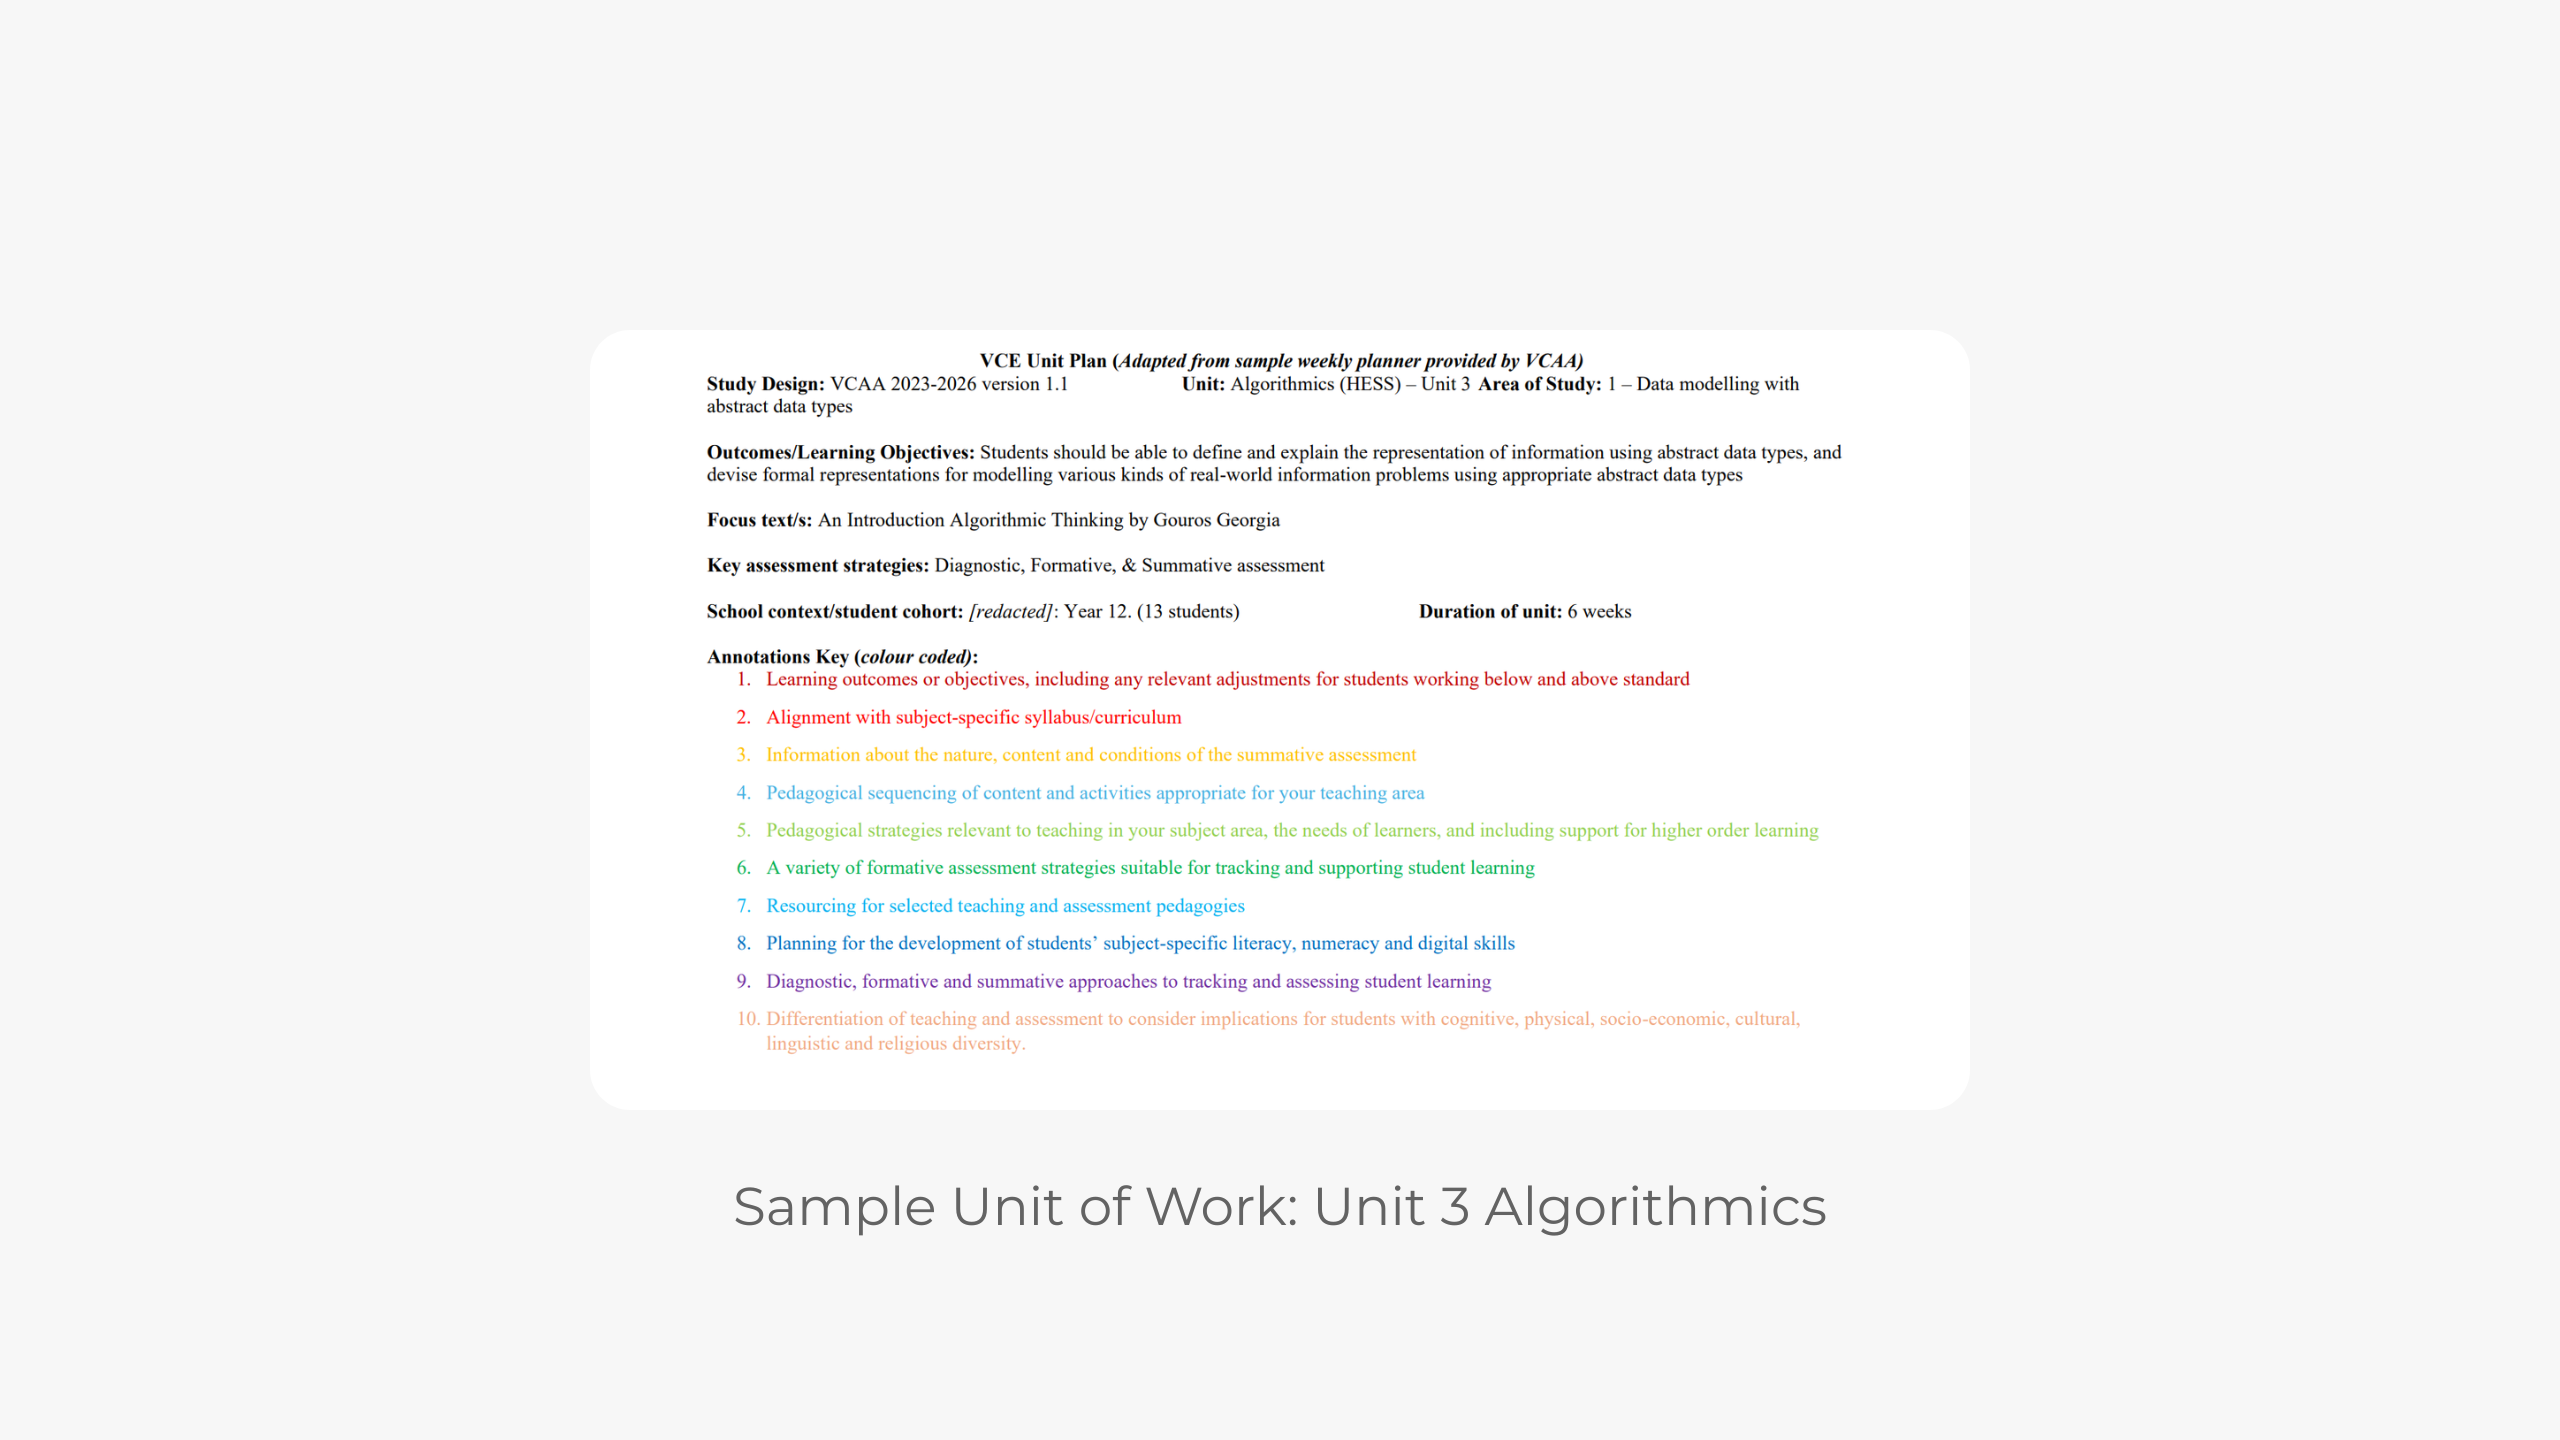 VCE Unit Plan (Adapted from sample weekly planner provided by VCAA)
Study Design: VCAA 2023-2026 version 1.1 Unit: Algorithmics (HESS) – Unit 3 Area of Study: 1 – Data modelling with
abstract data types
Outcomes/Learning Objectives: Students should be able to define and explain the representation of information using abstract data types, and
devise formal representations for modelling various kinds of real-world information problems using appropriate abstract data types
Focus text/s: An Introduction Algorithmic Thinking by Gouros Georgia
Key assessment strategies: Diagnostic, Formative, & Summative assessment
School context/student cohort: [redacted]: Year 12. (13 students) Duration of unit: 6 weeks
Annotations Key (colour coded):
1. Learning outcomes or objectives, including any relevant adjustments for students working below and above standard
2. Alignment with subject-specific syllabus/curriculum
3. Information about the nature, content and conditions of the summative assessment
4. Pedagogical sequencing of content and activities appropriate for your teaching area
5. Pedagogical strategies relevant to teaching in your subject area, the needs of learners, and including support for higher order learning
6. A variety of formative assessment strategies suitable for tracking and supporting student learning
7. Resourcing for selected teaching and assessment pedagogies
8. Planning for the development of students’ subject-specific literacy, numeracy and digital skills
9. Diagnostic, formative and summative approaches to tracking and assessing student learning
10. Differentiation of teaching and assessment to consider implications for students with cognitive, physical, socio-economic, cultural,
linguistic and religious diversity.
Sample Unit of Work: Unit 3 Algorithmics